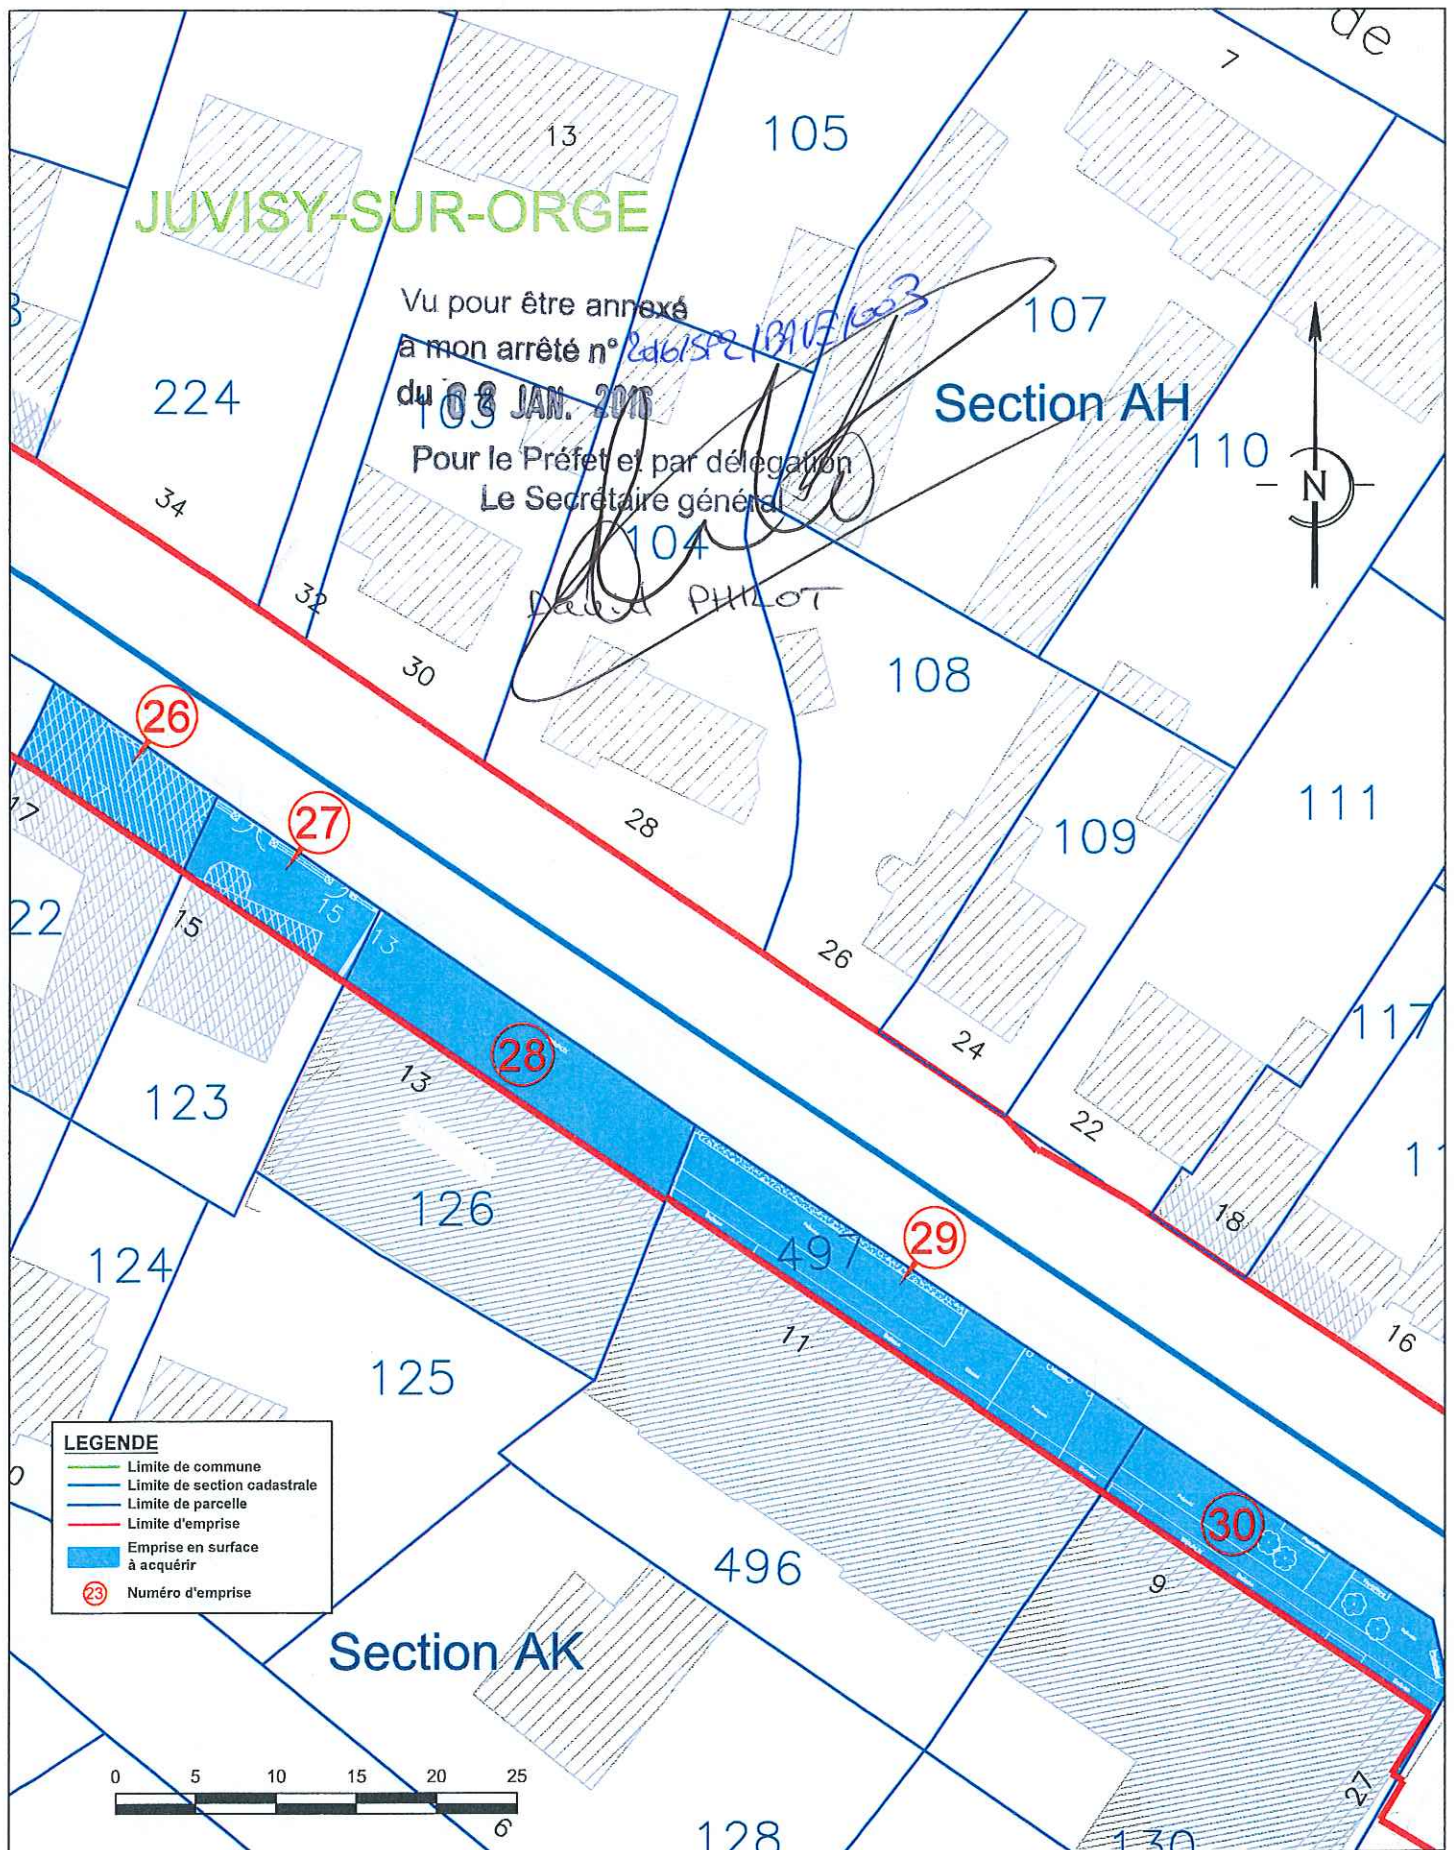 de
7
13
105
JUVISY-SUR-ORGE
Vu pour être annexé
à mon arrêté n°
107
224
du JAN. 2016
103
Section AH
110
Pour le Préfet et par délégation
Le Secrétaire général
N
34
104
David PHILOT
32
30
108
26
27
28
111
109
17
15
15
13
22
26
28
13
24
117
123
22
126
18
29
497
124
11
16
125
LEGENDE
Limite de commune
Limite de section cadastrale
Limite de parcelle
Limite d'emprise
Emprise en surface
à acquérir
23 Numéro d'emprise
30
496
9
Section AK
0 5 10 15 20 25
6
27
128
130